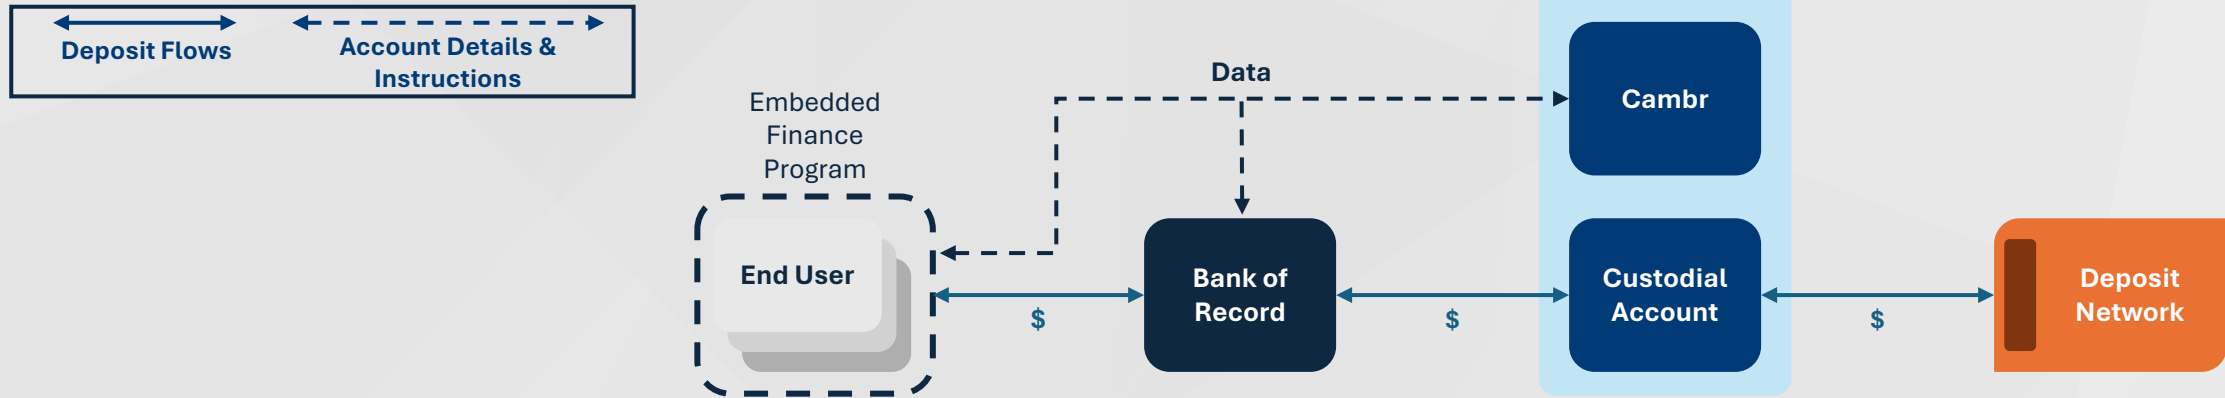 Deposit Flows
Account Details &
Instructions
Embedded
Finance
Program
Data
Cambr
End User
Bank of
Record
Custodial
Account
Deposit
Network
$
$
$